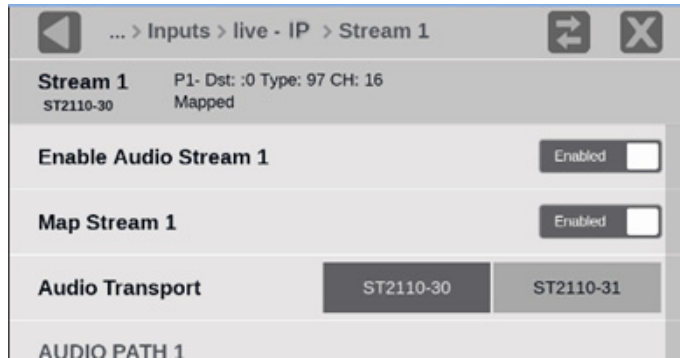 ... > Inputs > live - IP > Stream 1
Stream 1 P1- Dst: :0 Type: 97 CH: 16
ST2110-30 Mapped
Enable Audio Stream 1 Enabled
Map Stream 1 Enabled
Audio Transport ST2110-30 ST2110-31
AUDIO PATH 1